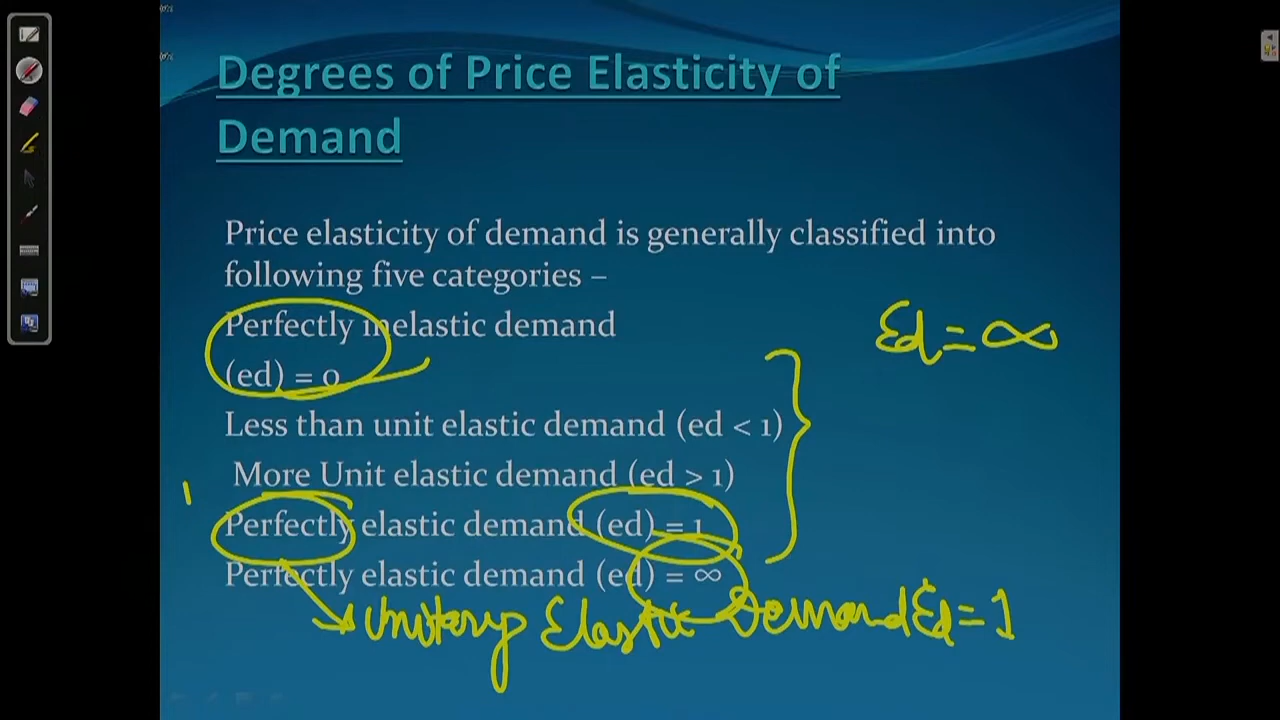 Degrees of Price Elasticity of
Demand
Price elasticity of demand is generally classified into
following five categories –
Perfectly inelastic demand
Ed = ∞
(ed) = 0
Less than unit elastic demand (ed < 1)
More Unit elastic demand (ed > 1)
Perfectly elastic demand (ed) = 1
Perfectly elastic demand (ed) = ∞
Unitary Elastic Demand Ed = 1